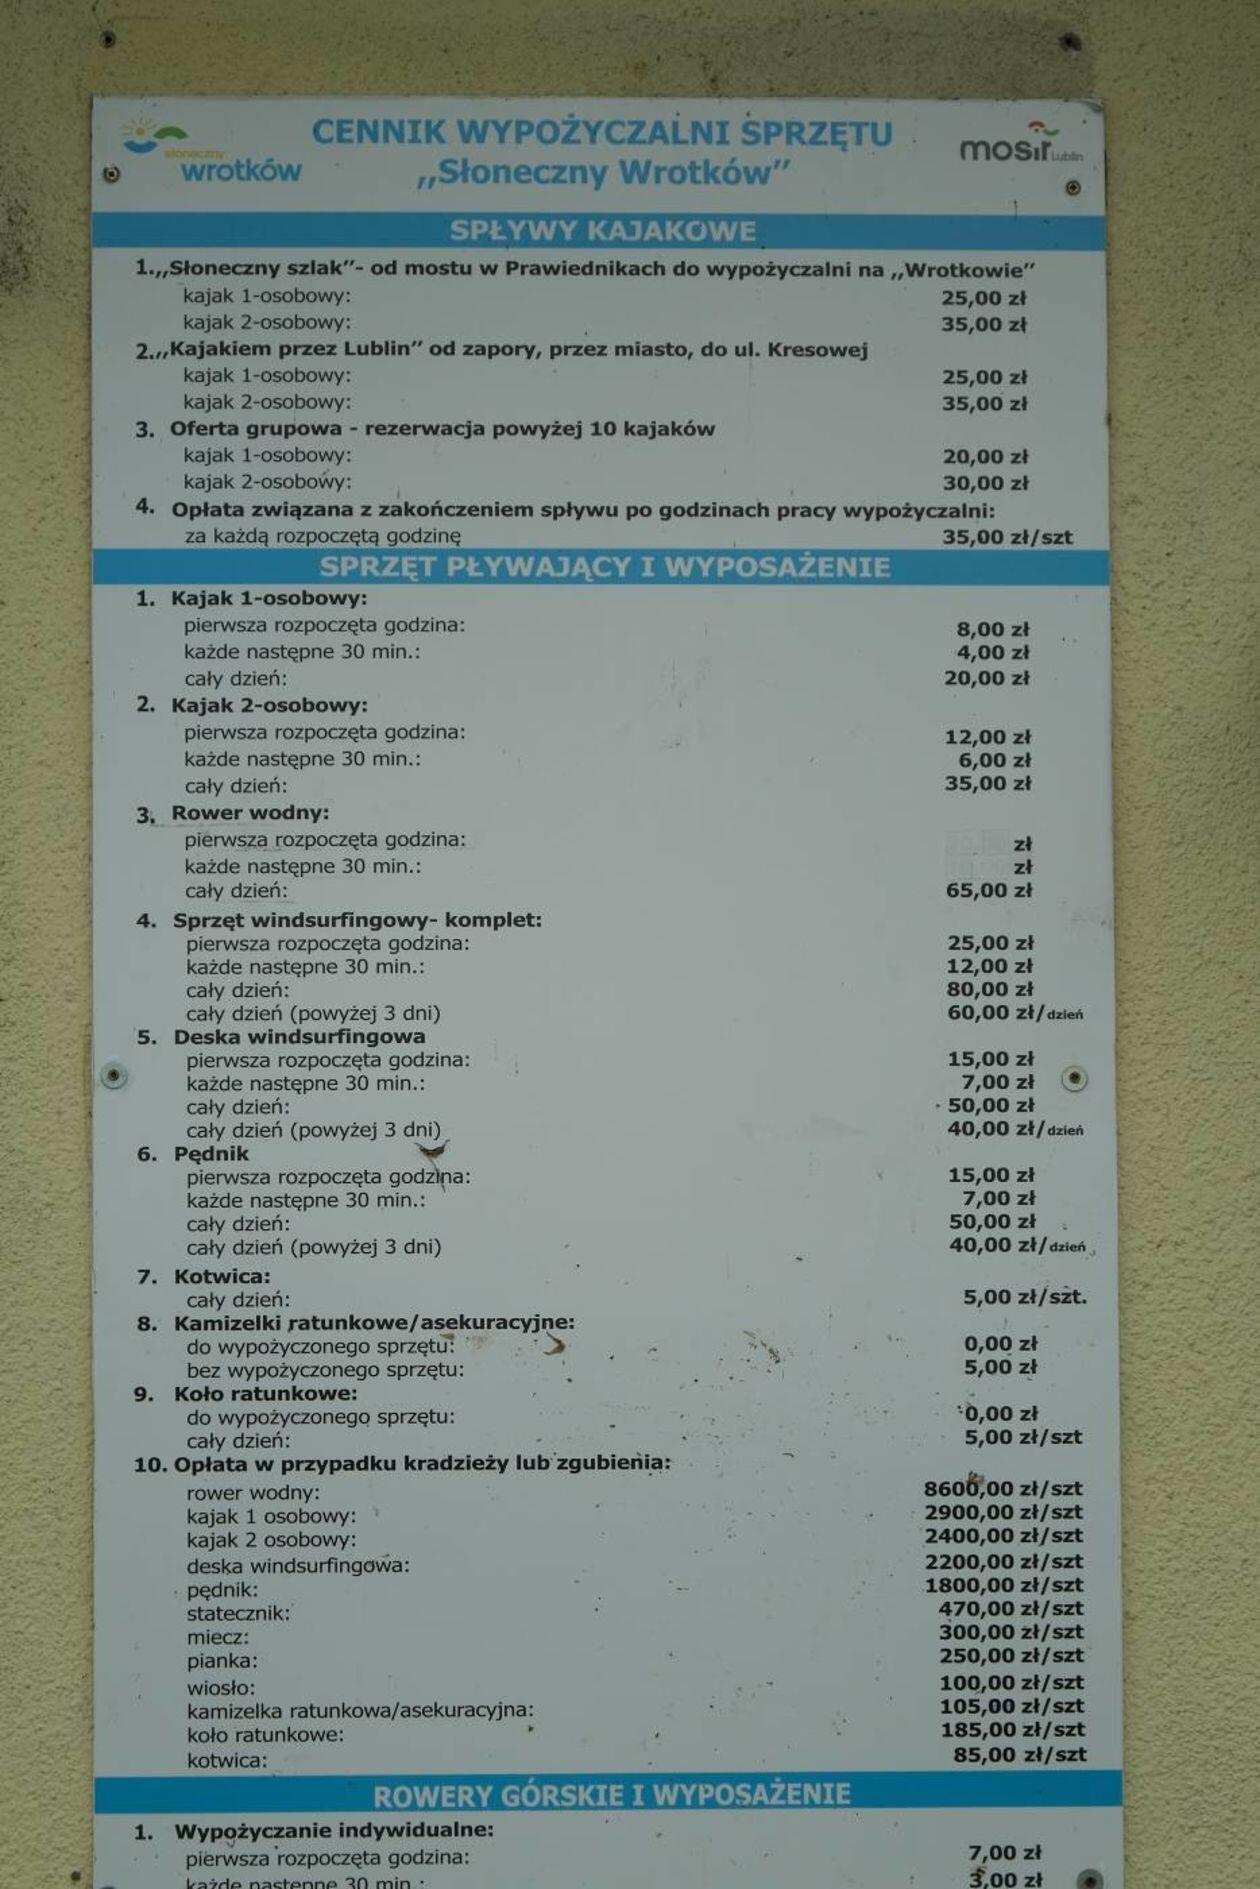 słoneczny
wrotków
CENNIK WYPOŻYCZALNI SPRZĘTU
,,Słoneczny Wrotków”
mosir Lublin
SPŁYWY KAJAKOWE
1.,,Słoneczny szlak”- od mostu w Prawiednikach do wypożyczalni na ,,Wrotkowie”
kajak 1-osobowy: 25,00 zł
kajak 2-osobowy: 35,00 zł
2.,,Kajakiem przez Lublin” od zapory, przez miasto, do ul. Kresowej
kajak 1-osobowy: 25,00 zł
kajak 2-osobowy: 35,00 zł
3. Oferta grupowa - rezerwacja powyżej 10 kajaków
kajak 1-osobowy: 20,00 zł
kajak 2-osobowy: 30,00 zł
4. Opłata związana z zakończeniem spływu po godzinach pracy wypożyczalni:
za każdą rozpoczętą godzinę 35,00 zł/szt
SPRZĘT PŁYWAJĄCY I WYPOSAŻENIE
1. Kajak 1-osobowy:
pierwsza rozpoczęta godzina: 8,00 zł
każde następne 30 min.: 4,00 zł
cały dzień: 20,00 zł
2. Kajak 2-osobowy:
pierwsza rozpoczęta godzina: 12,00 zł
każde następne 30 min.: 6,00 zł
cały dzień: 35,00 zł
3. Rower wodny:
pierwsza rozpoczęta godzina: zł
każde następne 30 min.: zł
cały dzień: 65,00 zł
4. Sprzęt windsurfingowy- komplet:
pierwsza rozpoczęta godzina: 25,00 zł
każde następne 30 min.: 12,00 zł
cały dzień: 80,00 zł
cały dzień (powyżej 3 dni) 60,00 zł/dzień
5. Deska windsurfingowa
pierwsza rozpoczęta godzina: 15,00 zł
każde następne 30 min.: 7,00 zł
cały dzień: 50,00 zł
cały dzień (powyżej 3 dni) 40,00 zł/dzień
6. Pędnik
pierwsza rozpoczęta godzina: 15,00 zł
każde następne 30 min.: 7,00 zł
cały dzień: 50,00 zł
cały dzień (powyżej 3 dni) 40,00 zł/dzień
7. Kotwica:
cały dzień: 5,00 zł/szt.
8. Kamizelki ratunkowe/asekuracyjne:
do wypożyczonego sprzętu: 0,00 zł
bez wypożyczonego sprzętu: 5,00 zł
9. Koło ratunkowe:
do wypożyczonego sprzętu: 0,00 zł
cały dzień: 5,00 zł/szt
10. Opłata w przypadku kradzieży lub zgubienia:
rower wodny: 8600,00 zł/szt
kajak 1 osobowy: 2900,00 zł/szt
kajak 2 osobowy: 2400,00 zł/szt
deska windsurfingowa: 2200,00 zł/szt
pędnik: 1800,00 zł/szt
statecznik: 470,00 zł/szt
miecz: 300,00 zł/szt
pianka: 250,00 zł/szt
wiosło: 100,00 zł/szt
kamizelka ratunkowa/asekuracyjna: 105,00 zł/szt
koło ratunkowe: 185,00 zł/szt
kotwica: 85,00 zł/szt
ROWERY GÓRSKIE I WYPOSAŻENIE
1. Wypożyczanie indywidualne:
pierwsza rozpoczęta godzina: 7,00 zł
każde następne 30 min.: 3,00 zł